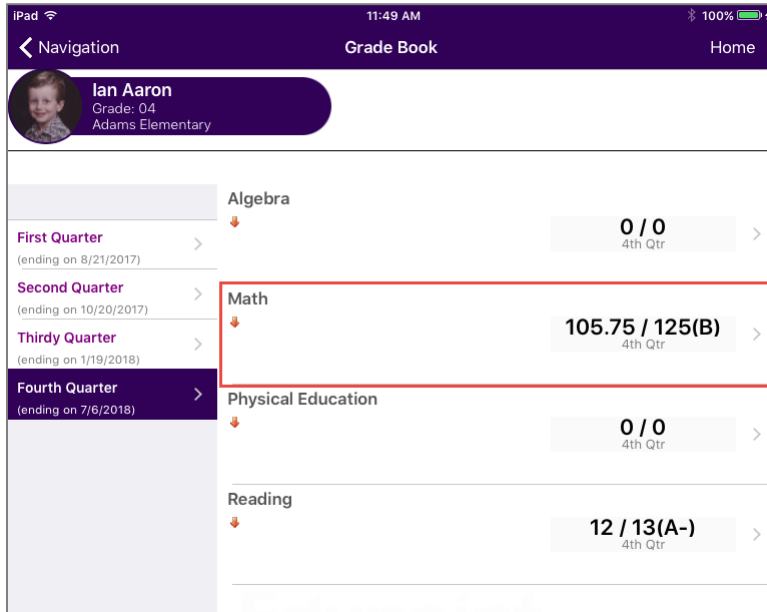 iPad 11:49 AM 100%
Navigation Grade Book Home
Ian Aaron
Grade: 04
Adams Elementary
First Quarter
(ending on 8/21/2017)
Second Quarter
(ending on 10/20/2017)
Thirdy Quarter
(ending on 1/19/2018)
Fourth Quarter
(ending on 7/6/2018)
Algebra
0 / 0
4th Qtr
Math
105.75 / 125(B)
4th Qtr
Physical Education
0 / 0
4th Qtr
Reading
12 / 13(A-)
4th Qtr